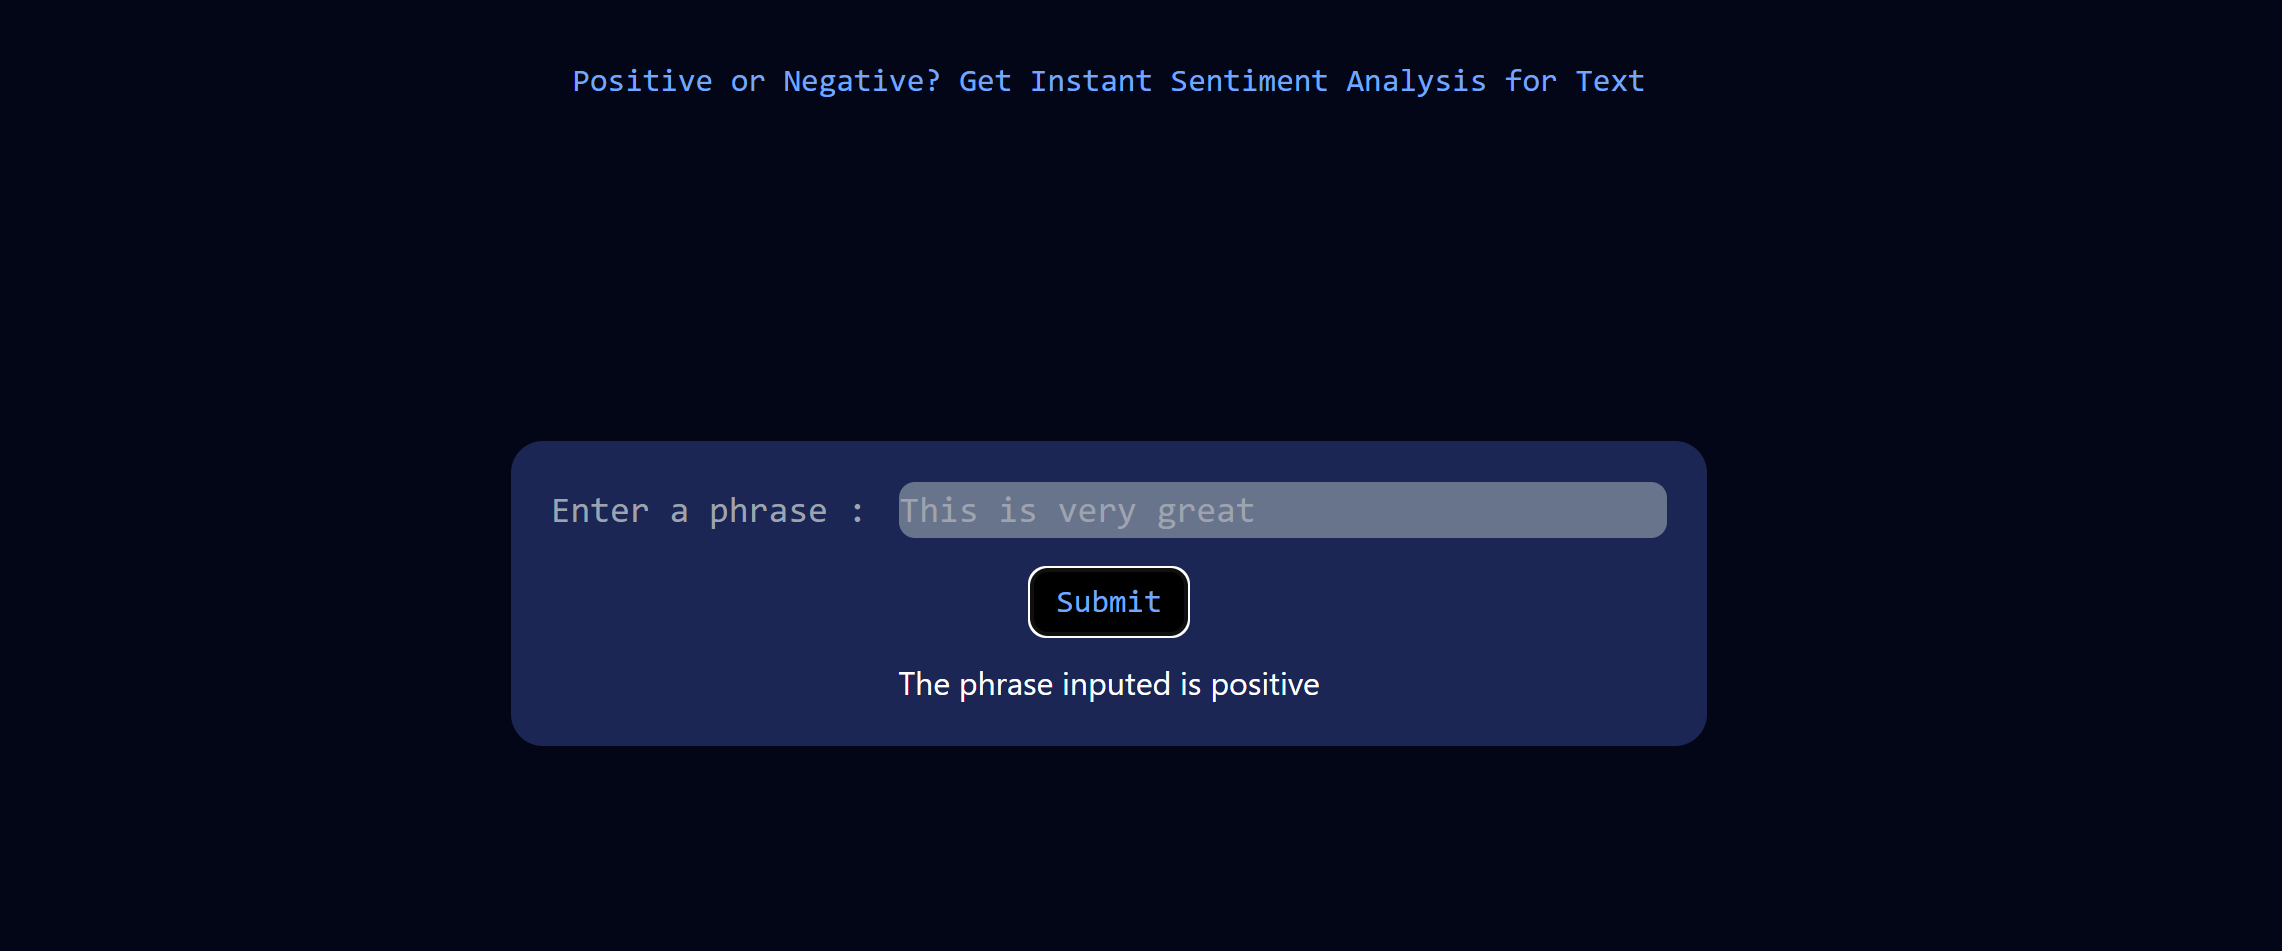 Positive or Negative? Get Instant Sentiment Analysis for Text
Enter a phrase : This is very great
Submit
The phrase inputed is positive